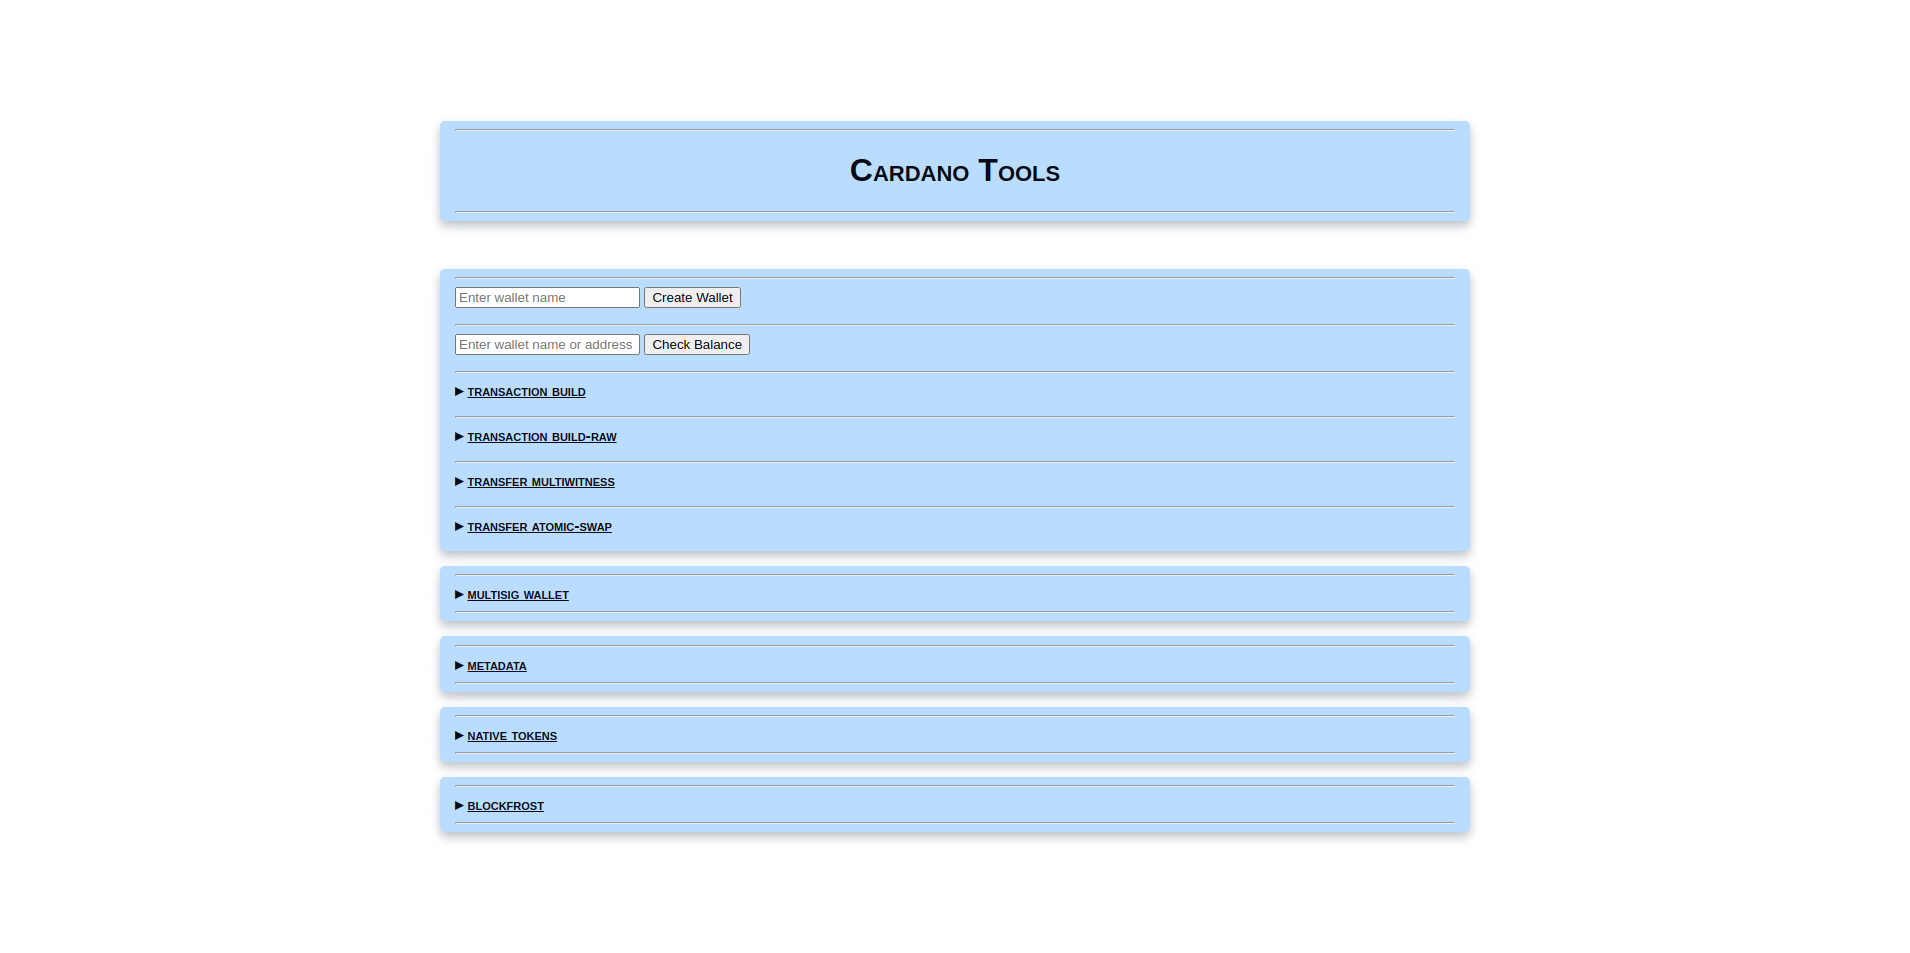 Cardano Tools
Enter wallet name Create Wallet
Enter wallet name or address Check Balance
▶ transaction build
▶ transaction build-raw
▶ transfer multiwitness
▶ transfer atomic-swap
▶ multisig wallet
▶ metadata
▶ native tokens
▶ blockfrost